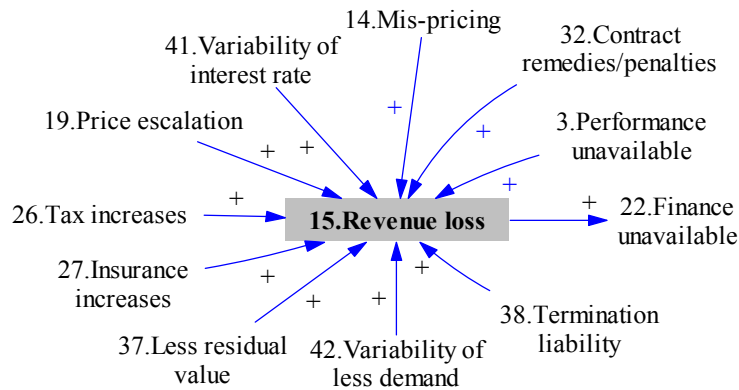 14.Mis-pricing
41.Variability of
interest rate
32.Contract
remedies/penalties
+
+
19.Price escalation
3.Performance
unavailable
+
+
+
+
+
26.Tax increases
15.Revenue loss
22.Finance
unavailable
27.Insurance
increases
+
+
+
+
37.Less residual
value
42.Variability of
less demand
38.Termination
liability